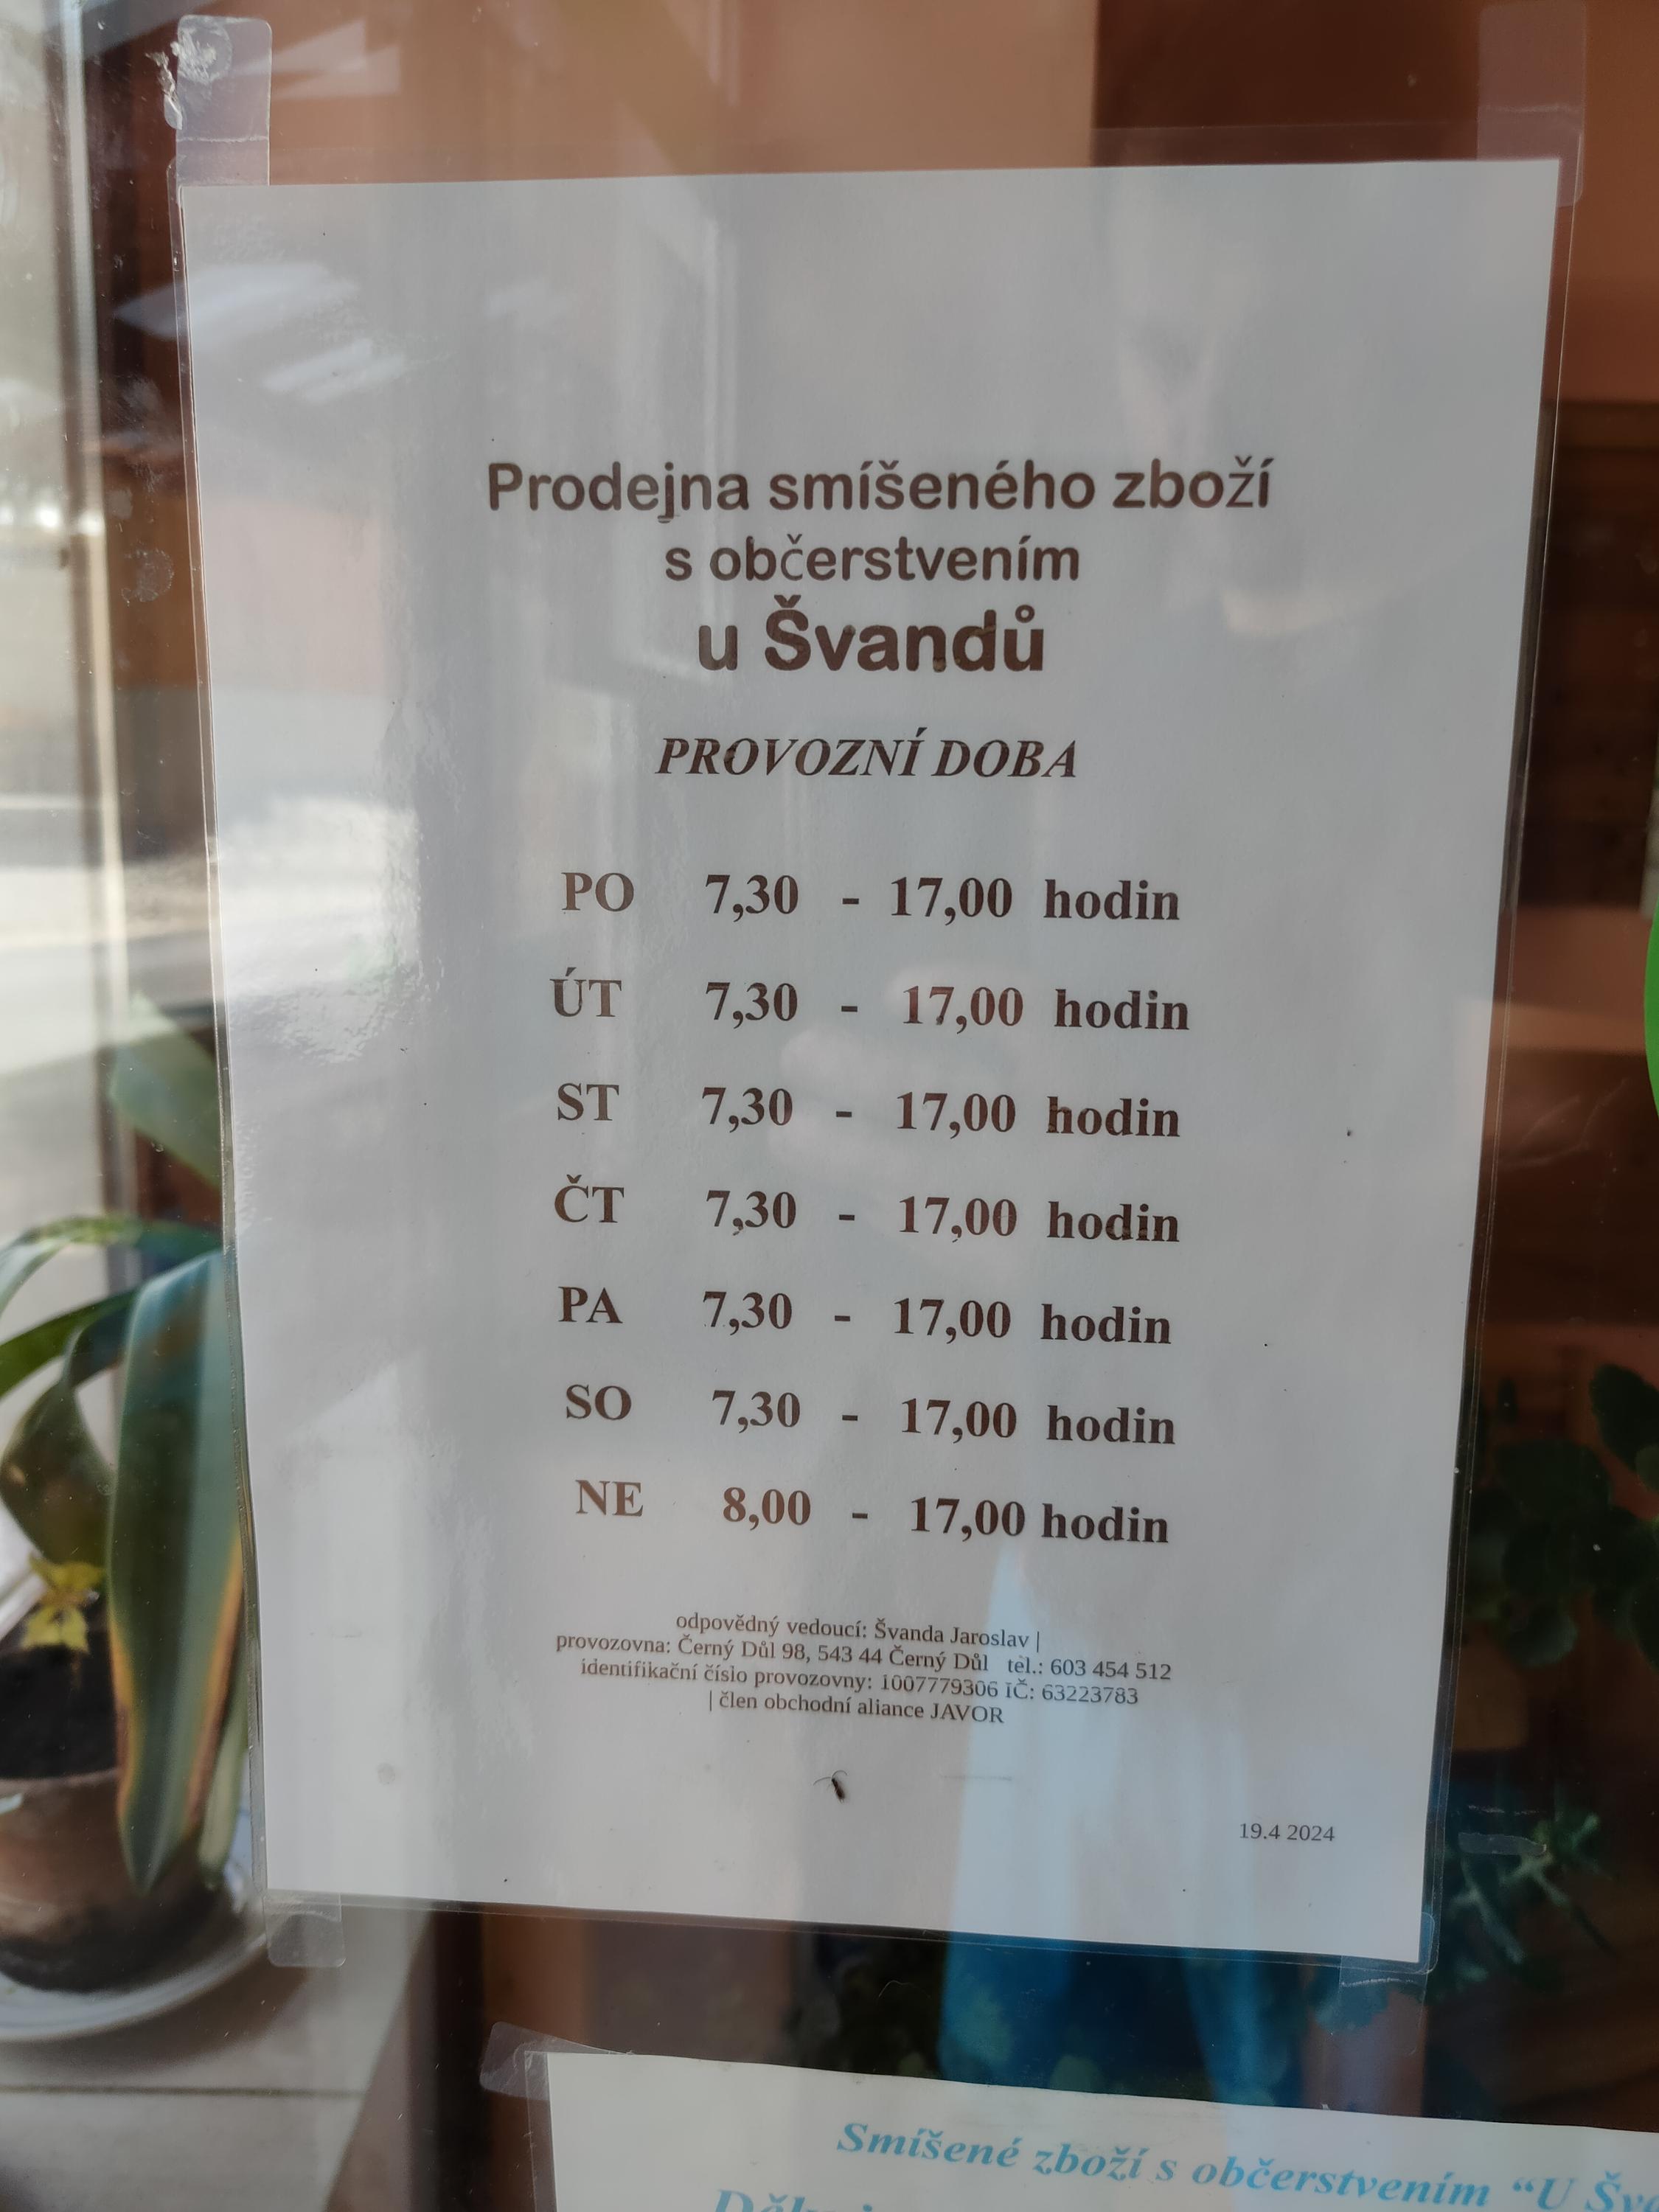 Prodejna smíšeného zboží
s občerstvením
u Švandů
PROVOZNÍ DOBA
PO 7,30 - 17,00 hodin
ÚT 7,30 - 17,00 hodin
ST 7,30 - 17,00 hodin
ČT 7,30 - 17,00 hodin
PA 7,30 - 17,00 hodin
SO 7,30 - 17,00 hodin
NE 8,00 - 17,00 hodin
odpovědný vedoucí: Švanda Jaroslav |
provozovna: Černý Důl 98, 543 44 Černý Důl tel.: 603 454 512
identifikační číslo provozovny: 1007779306 IČ: 63223783
| člen obchodní aliance JAVOR
19.4 2024
Smíšené zboží s občerstvením “U